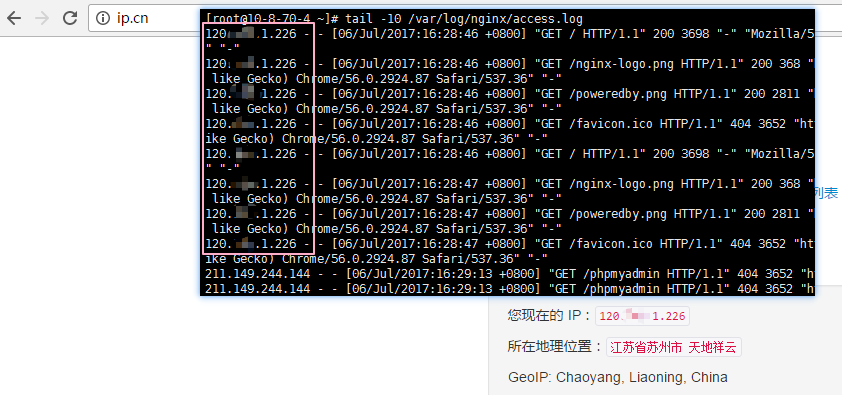 ip.cn
[root@10-8-70-4 ~]# tail -10 /var/log/nginx/access.log
120. .1.226 - - [06/Jul/2017:16:28:46 +0800] "GET / HTTP/1.1" 200 3698 "-" "Mozilla/5
" "-"
120. .1.226 - - [06/Jul/2017:16:28:46 +0800] "GET /nginx-logo.png HTTP/1.1" 200 368 "
like Gecko) Chrome/56.0.2924.87 Safari/537.36" "-"
120. .1.226 - - [06/Jul/2017:16:28:46 +0800] "GET /poweredby.png HTTP/1.1" 200 2811 "
like Gecko) Chrome/56.0.2924.87 Safari/537.36" "-"
120. .1.226 - - [06/Jul/2017:16:28:46 +0800] "GET /favicon.ico HTTP/1.1" 404 3652 "ht
ike Gecko) Chrome/56.0.2924.87 Safari/537.36" "-"
120. .1.226 - - [06/Jul/2017:16:28:46 +0800] "GET / HTTP/1.1" 200 3698 "-" "Mozilla/5
" "-"
120. .1.226 - - [06/Jul/2017:16:28:47 +0800] "GET /nginx-logo.png HTTP/1.1" 200 368 "
like Gecko) Chrome/56.0.2924.87 Safari/537.36" "-"
120. .1.226 - - [06/Jul/2017:16:28:47 +0800] "GET /poweredby.png HTTP/1.1" 200 2811 "
like Gecko) Chrome/56.0.2924.87 Safari/537.36" "-"
120. .1.226 - - [06/Jul/2017:16:28:47 +0800] "GET /favicon.ico HTTP/1.1" 404 3652 "ht
ike Gecko) Chrome/56.0.2924.87 Safari/537.36" "-"
211.149.244.144 - - [06/Jul/2017:16:29:13 +0800] "GET /phpmyadmin HTTP/1.1" 404 3652 "ht
211.149.244.144 - - [06/Jul/2017:16:29:13 +0800] "GET /phpmyadmin HTTP/1.1" 404 3652 "ht
列表
您现在的 IP：120. 1.226
所在地理位置：江苏省苏州市 天地祥云
GeoIP: Chaoyang, Liaoning, China